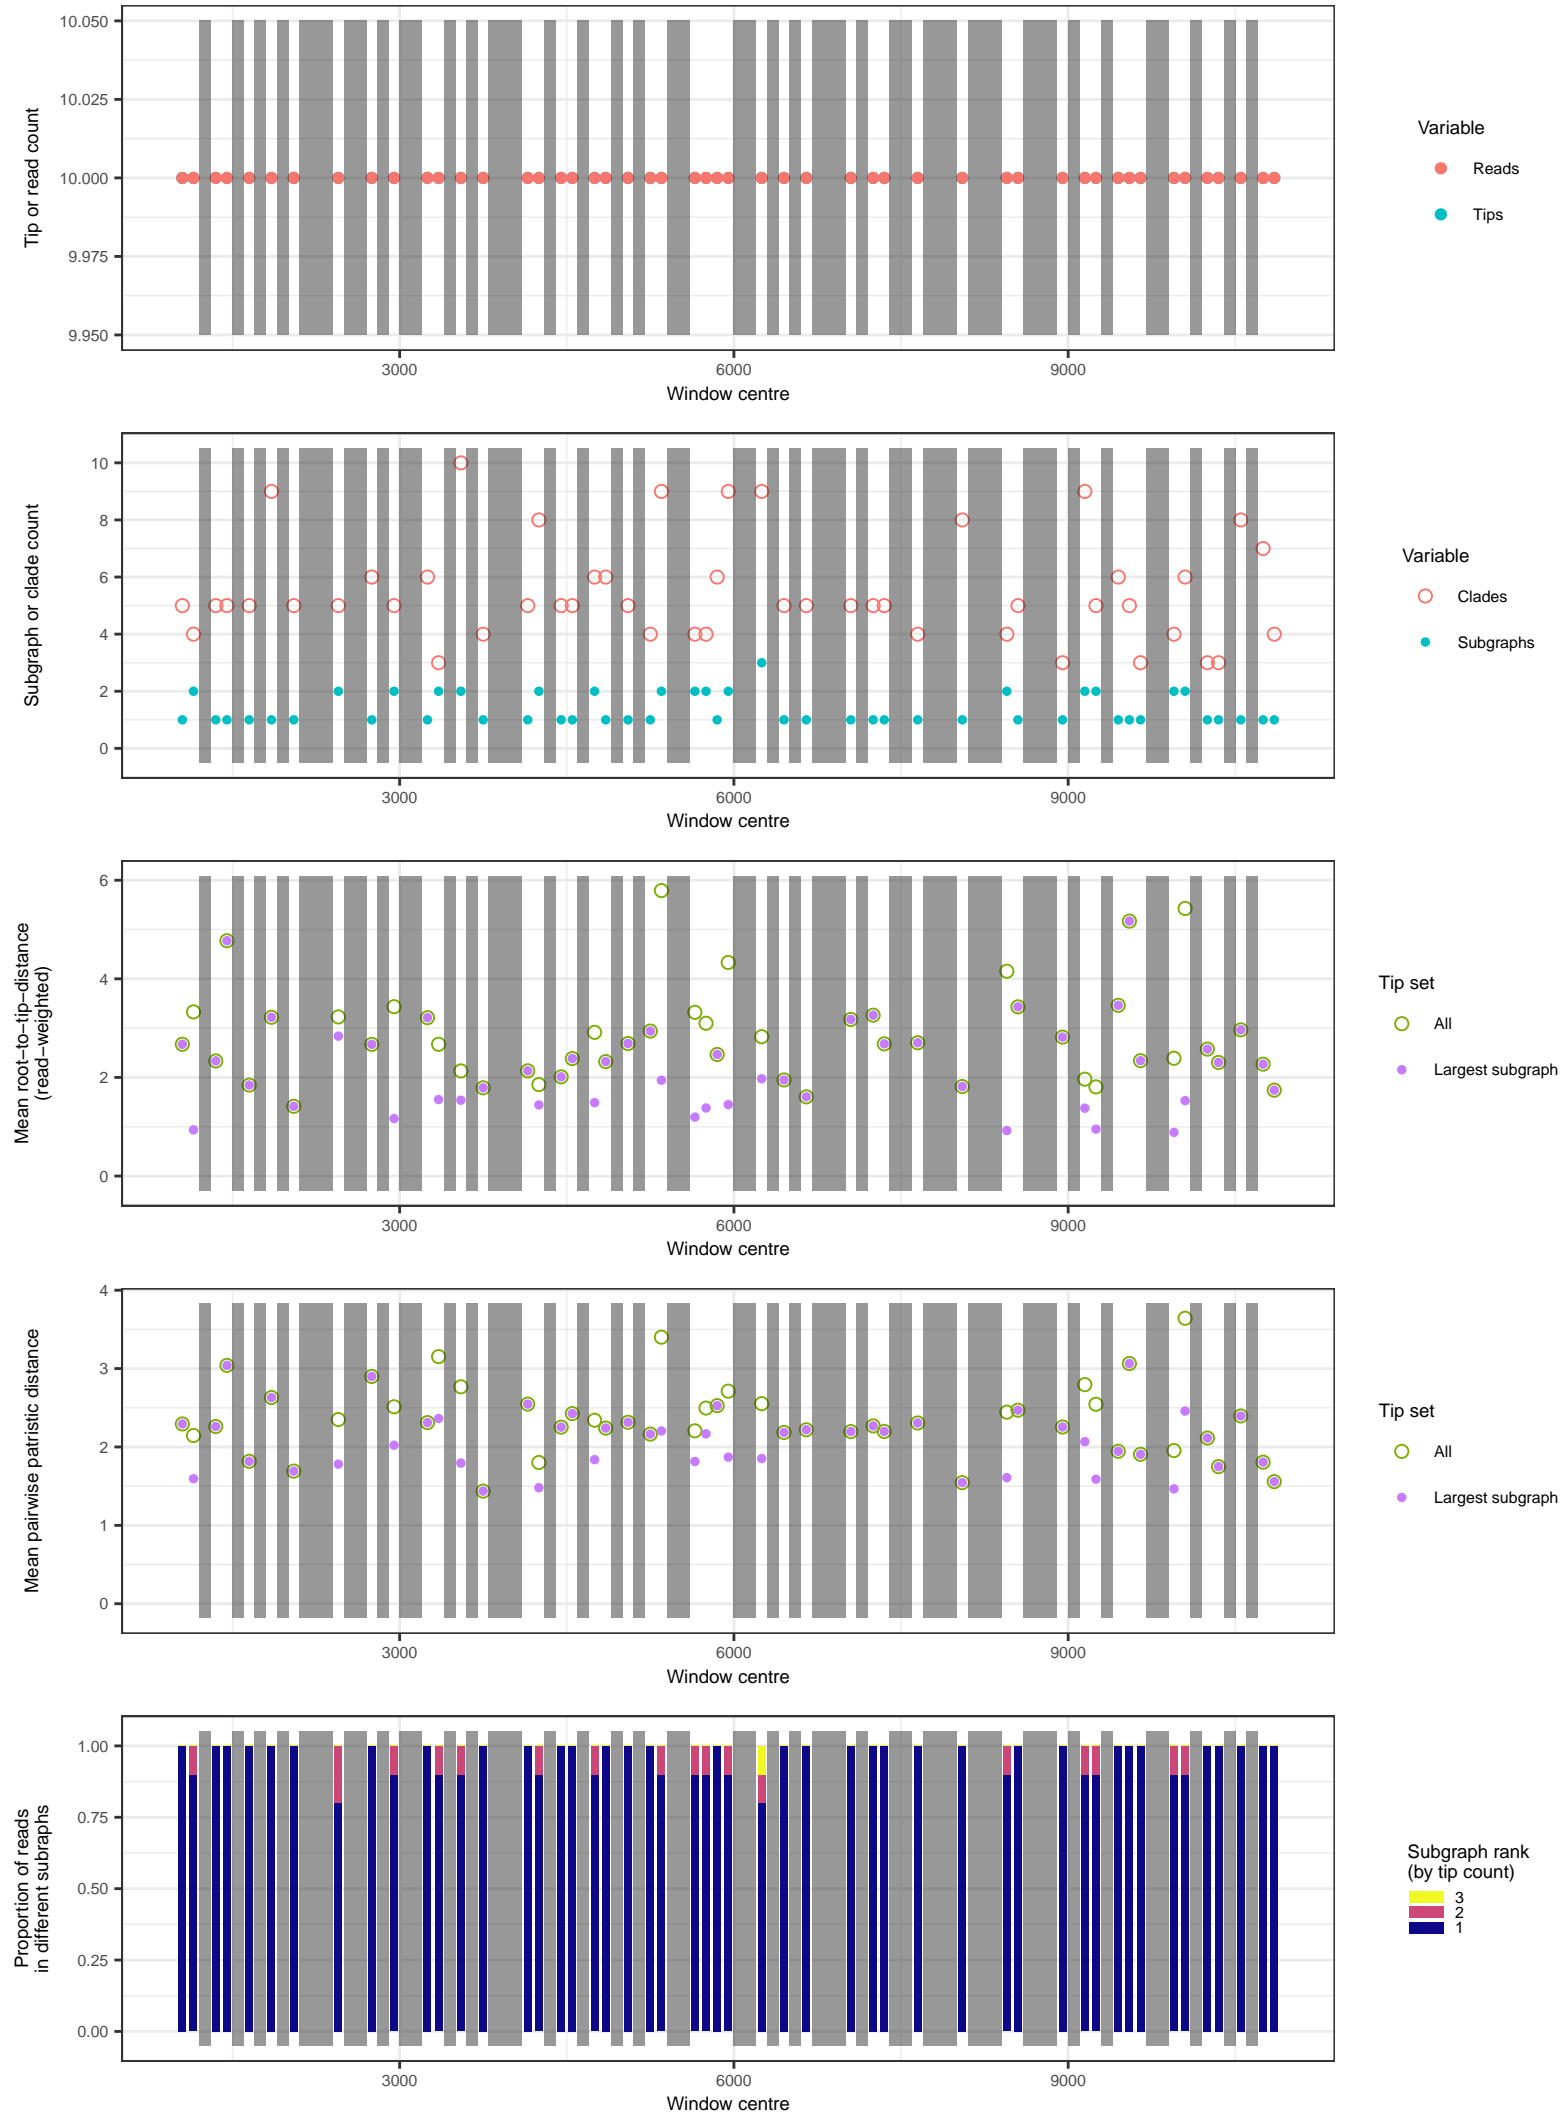 10.050
10.025
10.000
9.975
9.950
Tip or read count
3000 6000 9000
Window centre
Variable
Reads
Tips
10
8
6
4
2
0
Subgraph or clade count
3000 6000 9000
Window centre
Variable
Clades
Subgraphs
6
4
2
0
Mean root−to−tip−distance
(read−weighted)
3000 6000 9000
Window centre
Tip set
All
Largest subgraph
4
3
2
1
0
Mean pairwise patristic distance
3000 6000 9000
Window centre
Tip set
All
Largest subgraph
1.00
0.75
0.50
0.25
0.00
Proportion of reads
in different subraphs
3000 6000 9000
Window centre
Subgraph rank
(by tip count)
3
2
1